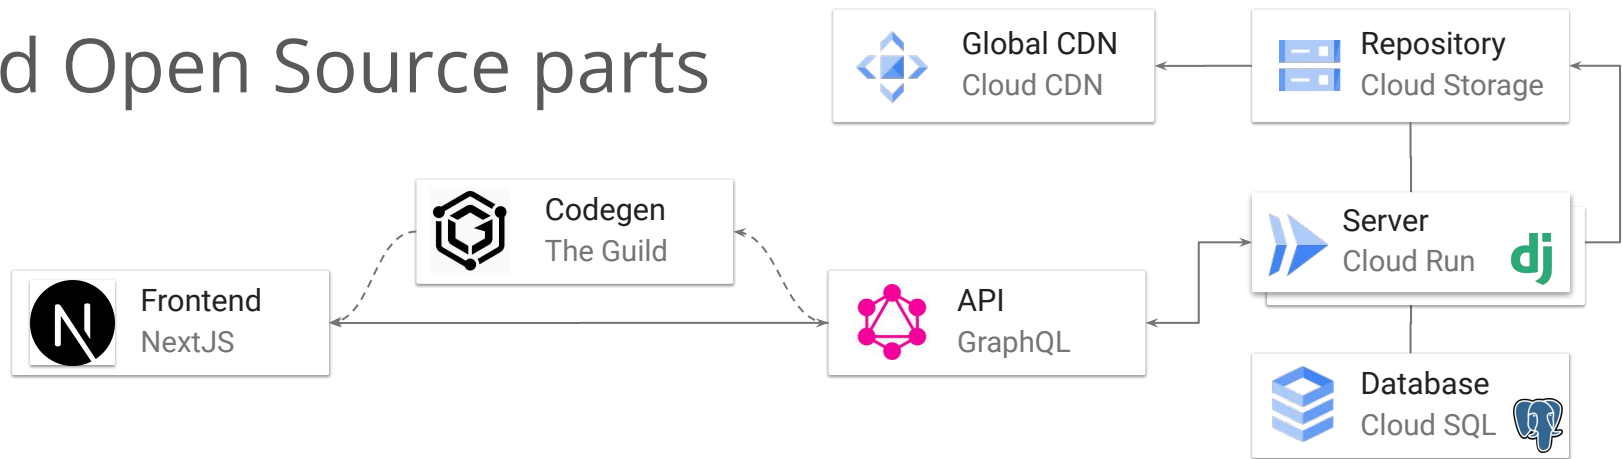 d Open Source parts
Global CDN
Cloud CDN
Repository
Cloud Storage
Codegen
The Guild
Server
Cloud Run
dj
Frontend
NextJS
API
GraphQL
Database
Cloud SQL